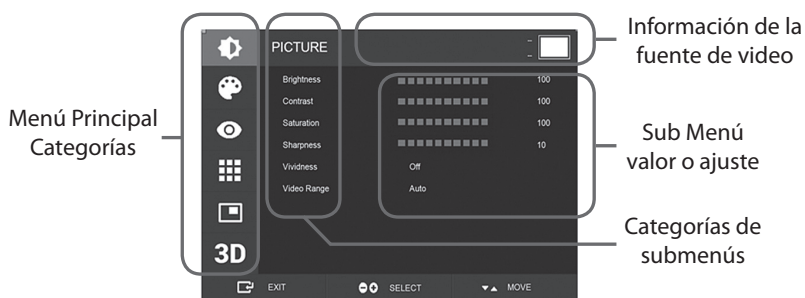 Información de la
fuente de video
PICTURE
Brightness 100
Contrast 100
Saturation 100
Sharpness 10
Vividness Off
Video Range Auto
Menú Principal
Categorías
Sub Menú
valor o ajuste
Categorías de
submenús
3D
EXIT SELECT MOVE